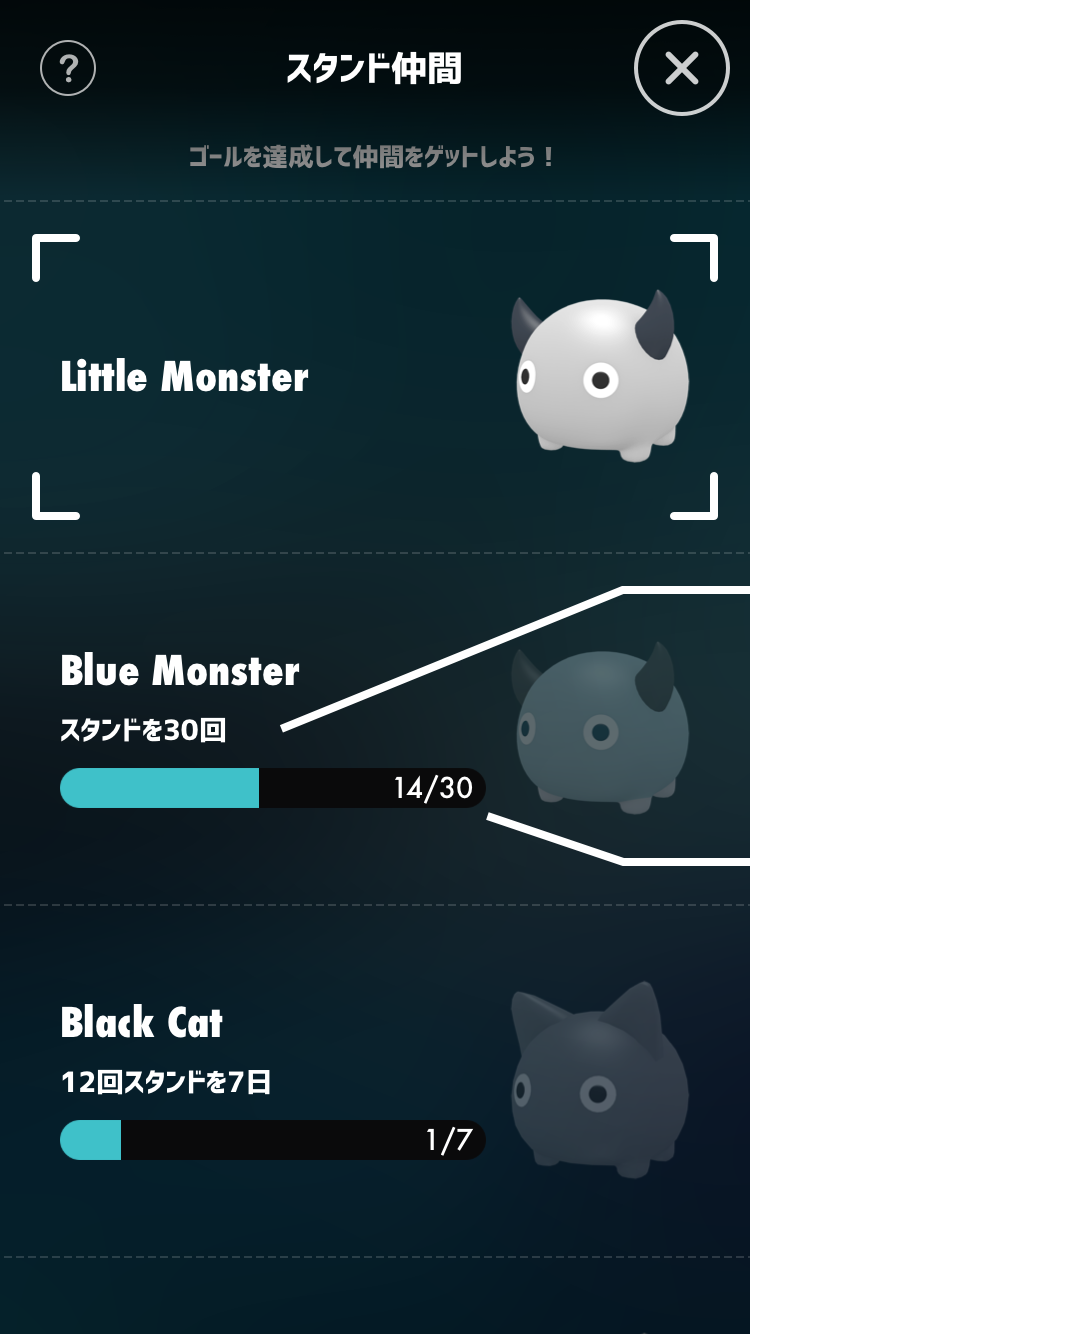 ?
スタンド仲間
ゴールを達成して仲間をゲットしよう！
Little Monster
Blue Monster
スタンドを30回
14/30
Black Cat
12回スタンドを7日
1/7